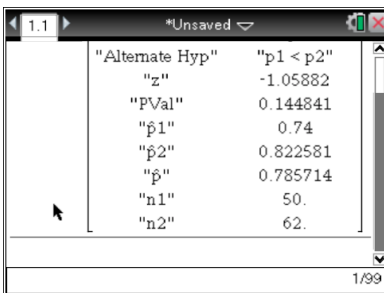 1.1 *Unsaved
"Alternate Hyp" "p1 < p2"
"z" -1.05882
"PVal" 0.144841
"p̂1" 0.74
"p̂2" 0.822581
"p̂" 0.785714
"n1" 50.
"n2" 62.
1/99